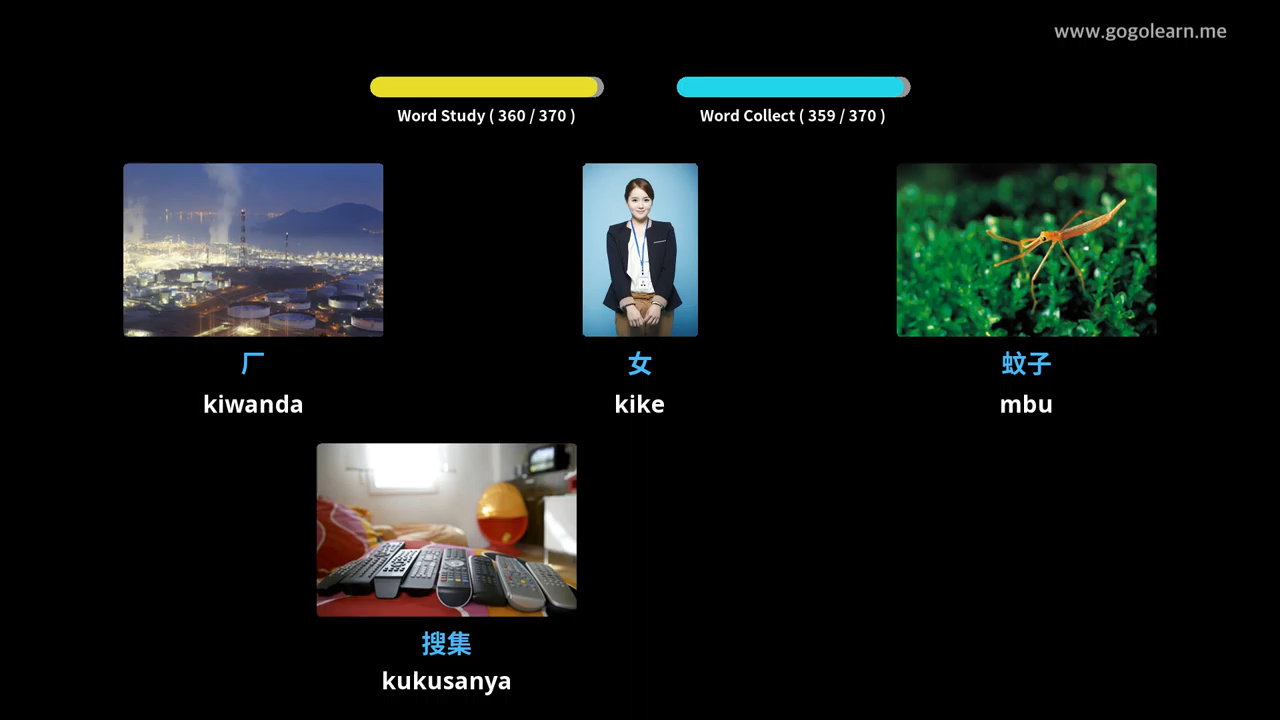 www.gogolearn.me
Word Study ( 360 / 370 )
Word Collect ( 359 / 370 )
厂
kiwanda
女
kike
蚊子
mbu
搜集
kukusanya